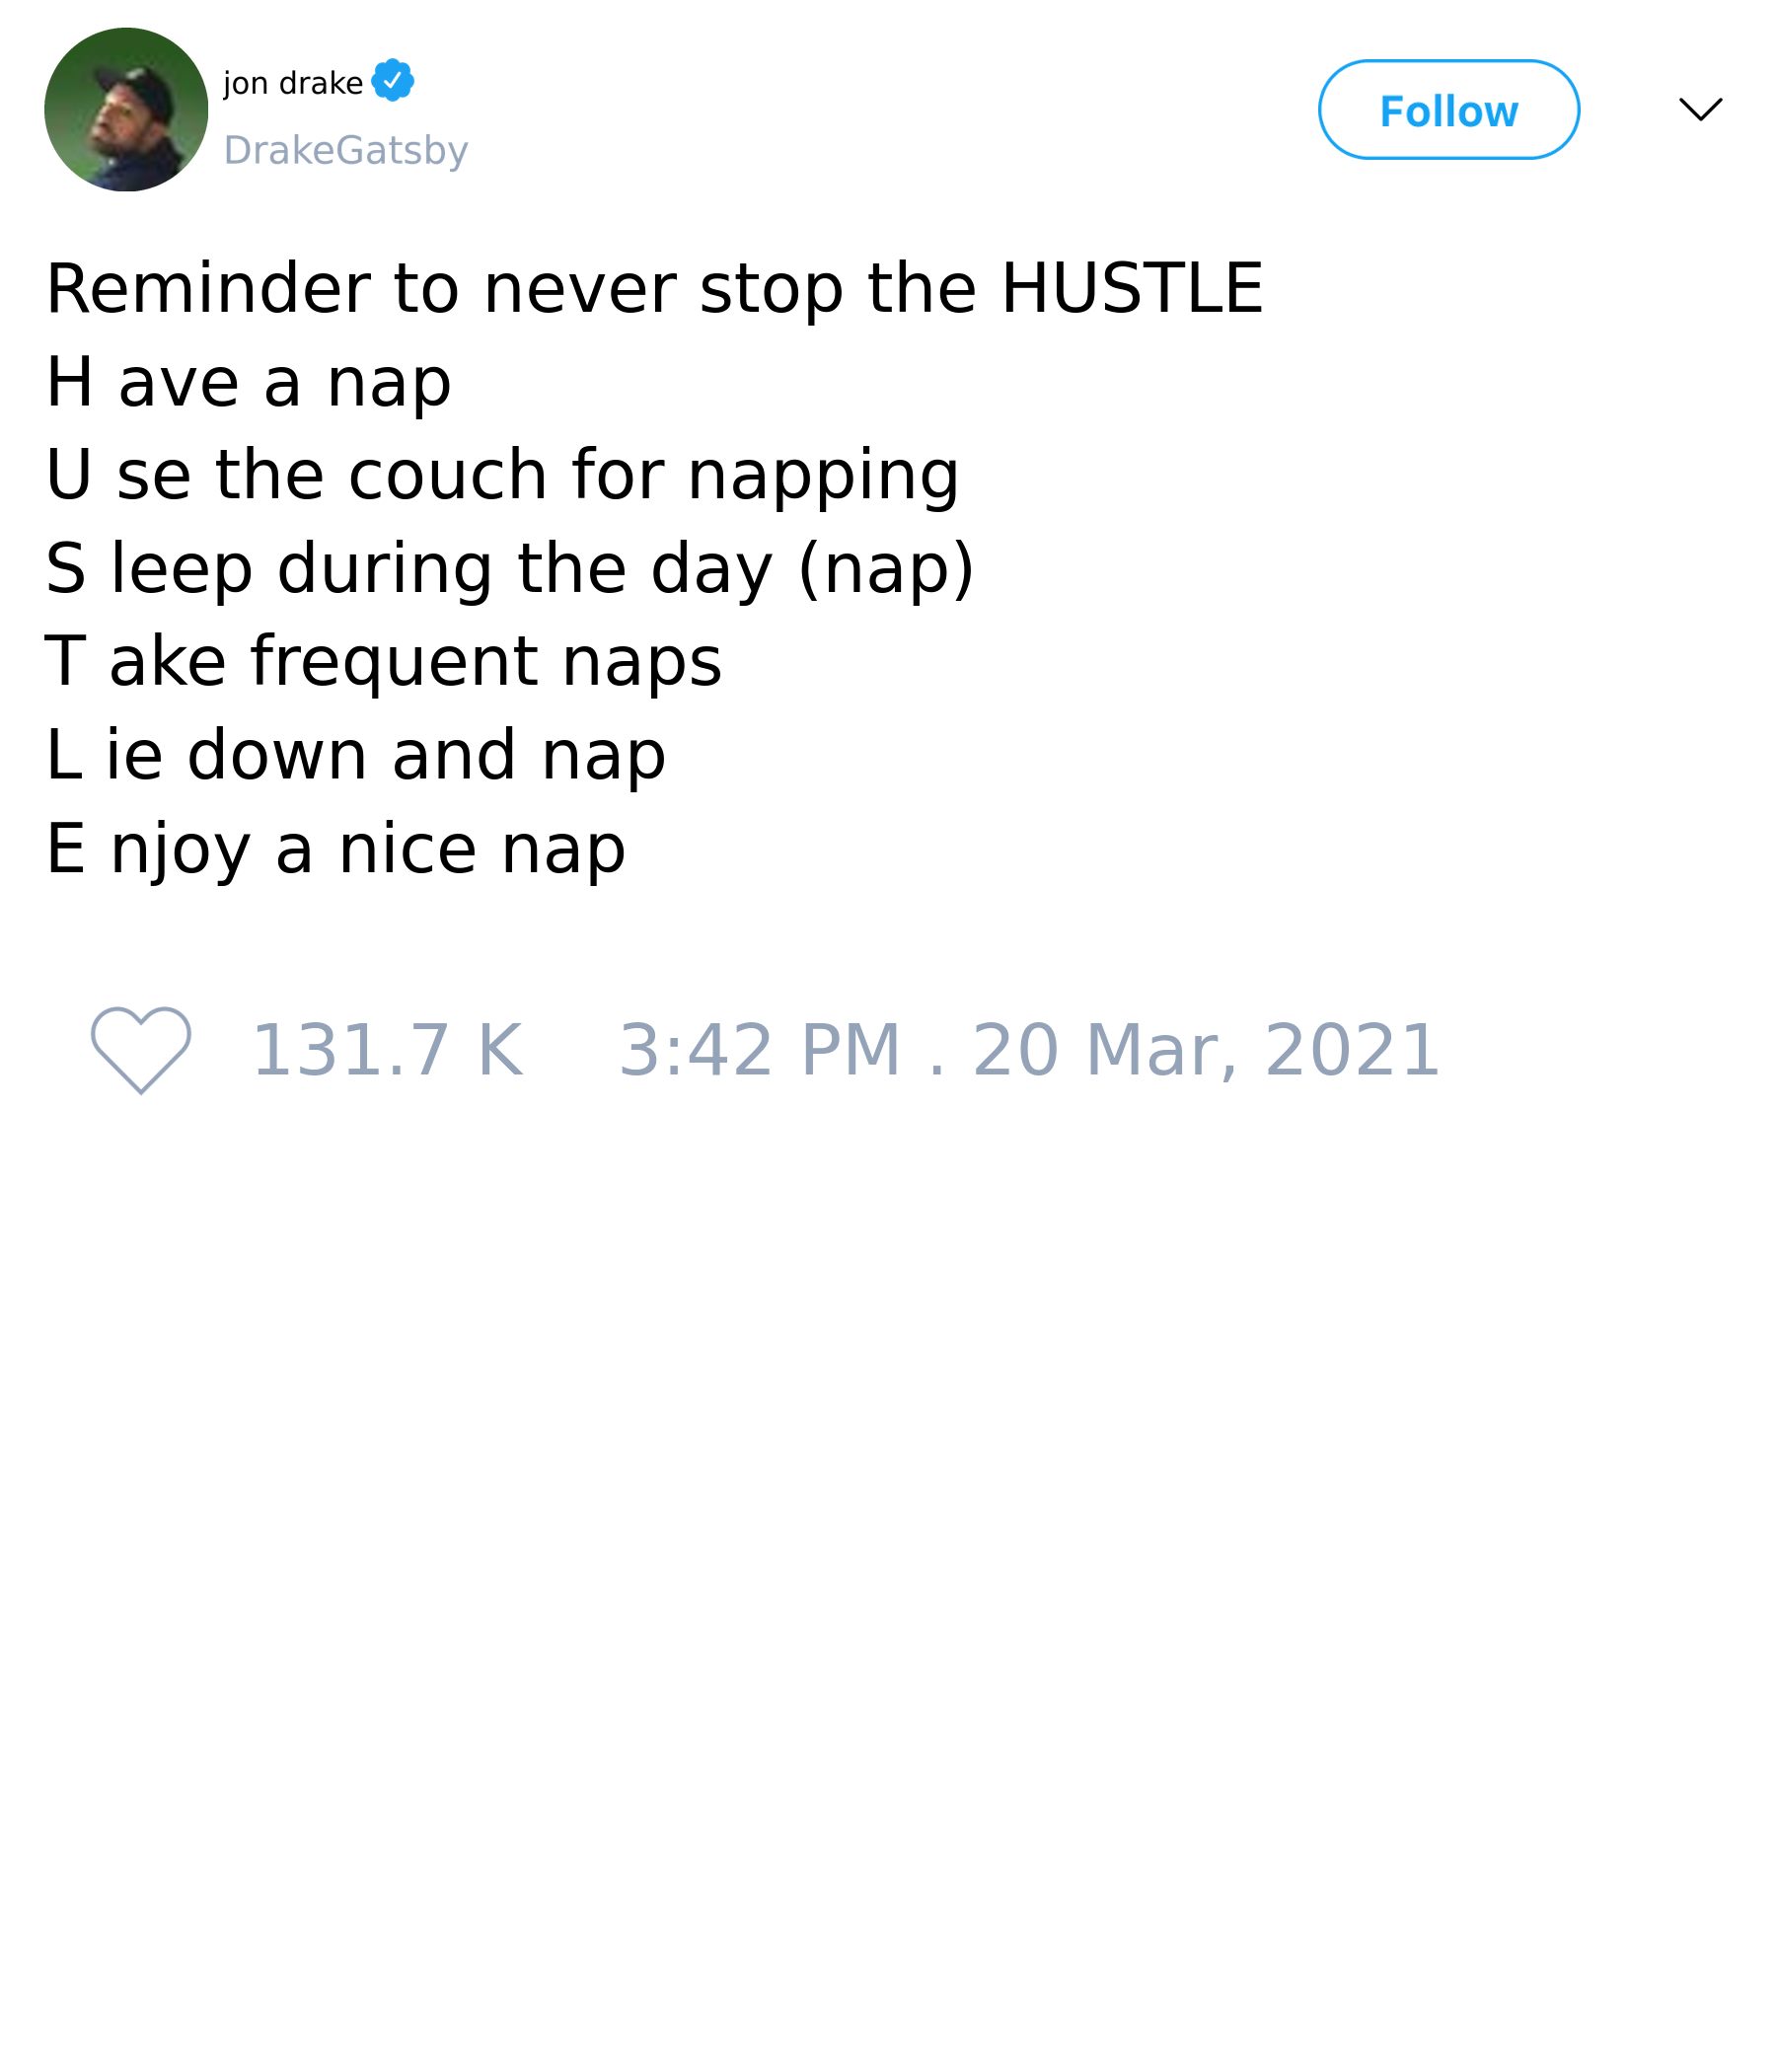 jon drake
DrakeGatsby
Follow
Reminder to never stop the HUSTLE
H ave a nap
U se the couch for napping
S leep during the day (nap)
T ake frequent naps
L ie down and nap
E njoy a nice nap
131.7 K 3:42 PM . 20 Mar, 2021